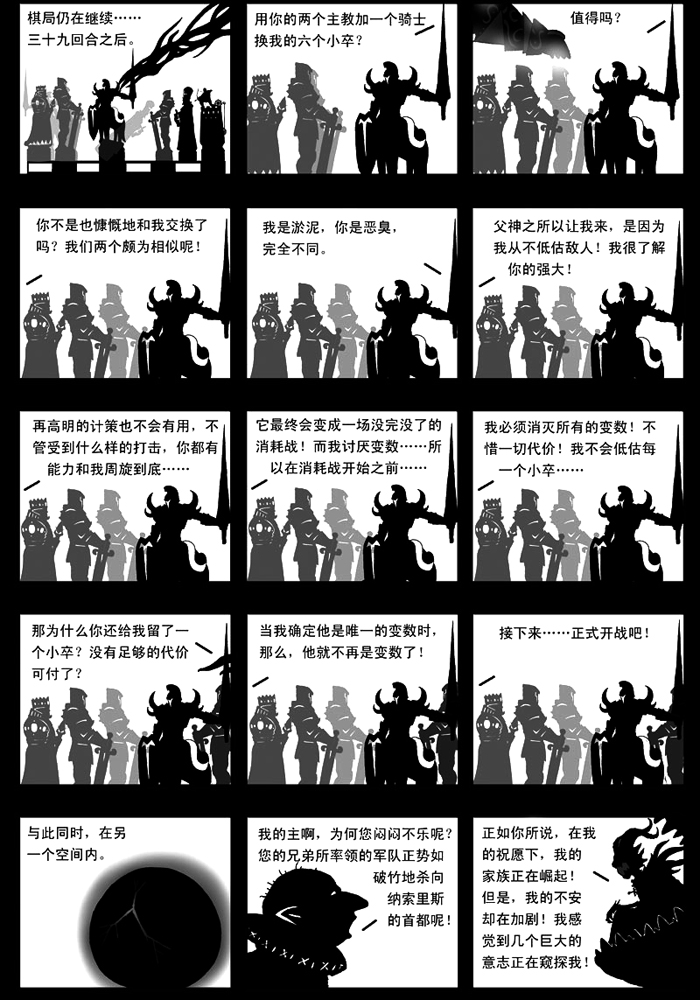 棋局仍在继续……
三十九回合之后。
用你的两个主教加一个骑士
换我的六个小卒？
值得吗？
你不是也慷慨地和我交换了
吗？我们两个颇为相似呢！
我是淤泥，你是恶臭，
完全不同。
父神之所以让我来，是因为
我从不低估敌人！我很了解
你的强大！
再高明的计策也不会有用，不
管受到什么样的打击，你都有
能力和我周旋到底……
它最终会变成一场没完没了的
消耗战！而我讨厌变数……所
以在消耗战开始之前……
我必须消灭所有的变数！不
惜一切代价！我不会低估每
一个小卒……
那为什么你还给我留了一
个小卒？没有足够的代价
可付了？
当我确定他是唯一的变数时，
那么，他就不再是变数了！
接下来……正式开战吧！
与此同时，在另
一个空间内。
我的主啊，为何您闷闷不乐呢？
您的兄弟所率领的军队正势如
破竹地杀向
纳索里斯
的首都呢！
正如你所说，在我
的祝愿下，我的
家族正在崛起！
但是，我的不安
却在加剧！我感
觉到几个巨大的
意志正在窥探我！